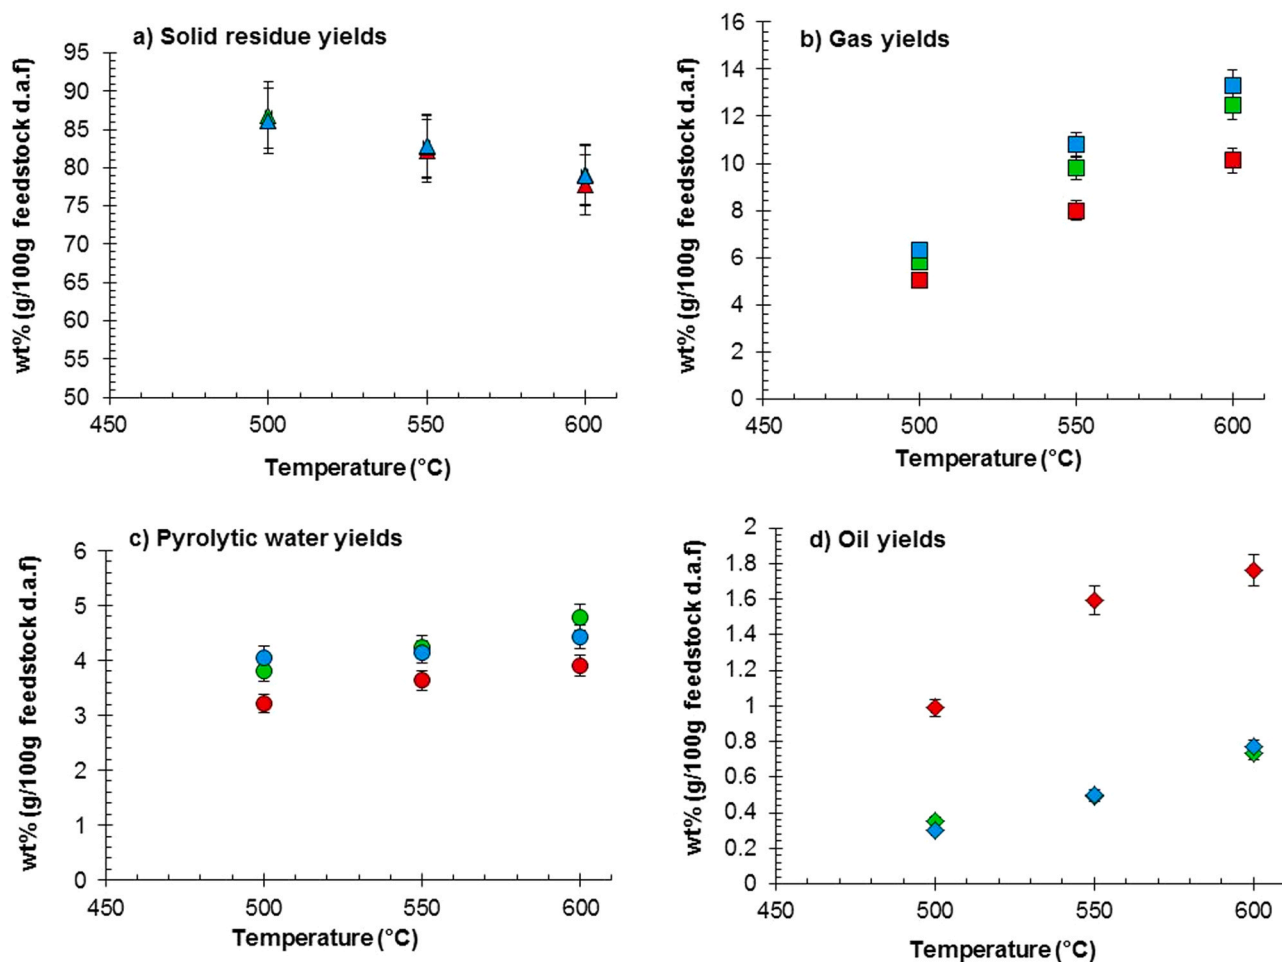 a) Solid residue yields
wt% (g/100g feedstock d.a.f)
95
90
85
80
75
70
65
60
55
50
450 500 550 600
Temperature (°C)
b) Gas yields
wt% (g/100g feedstock d.a.f)
16
14
12
10
8
6
4
2
0
450 500 550 600
Temperature (°C)
c) Pyrolytic water yields
wt% (g/100g feedstock d.a.f)
6
5
4
3
2
1
0
450 500 550 600
Temperature (°C)
d) Oil yields
wt% (g/100g feedstock d.a.f)
2
1.8
1.6
1.4
1.2
1
0.8
0.6
0.4
0.2
0
450 500 550 600
Temperature (°C)